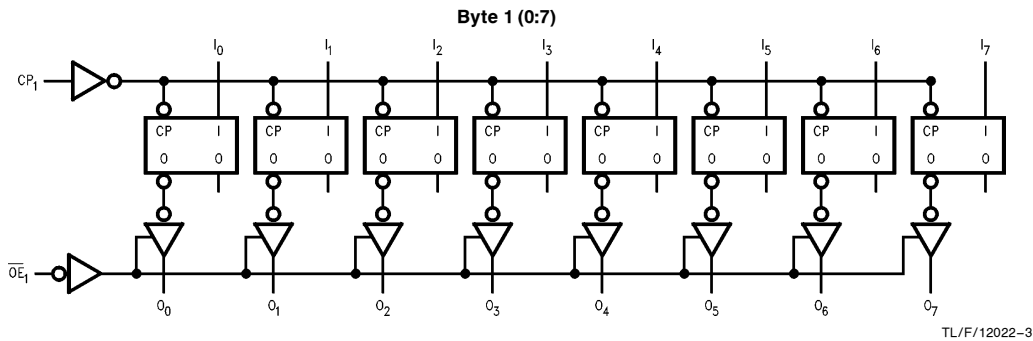 Byte 1 (0:7)
I0 I1 I2 I3 I4 I5 I6 I7
CP1
CP I CP I CP I CP I CP I CP I CP I CP I
O O O O O O O O O O O O O O O O
OE1
O0 O1 O2 O3 O4 O5 O6 O7
TL/F/12022–3